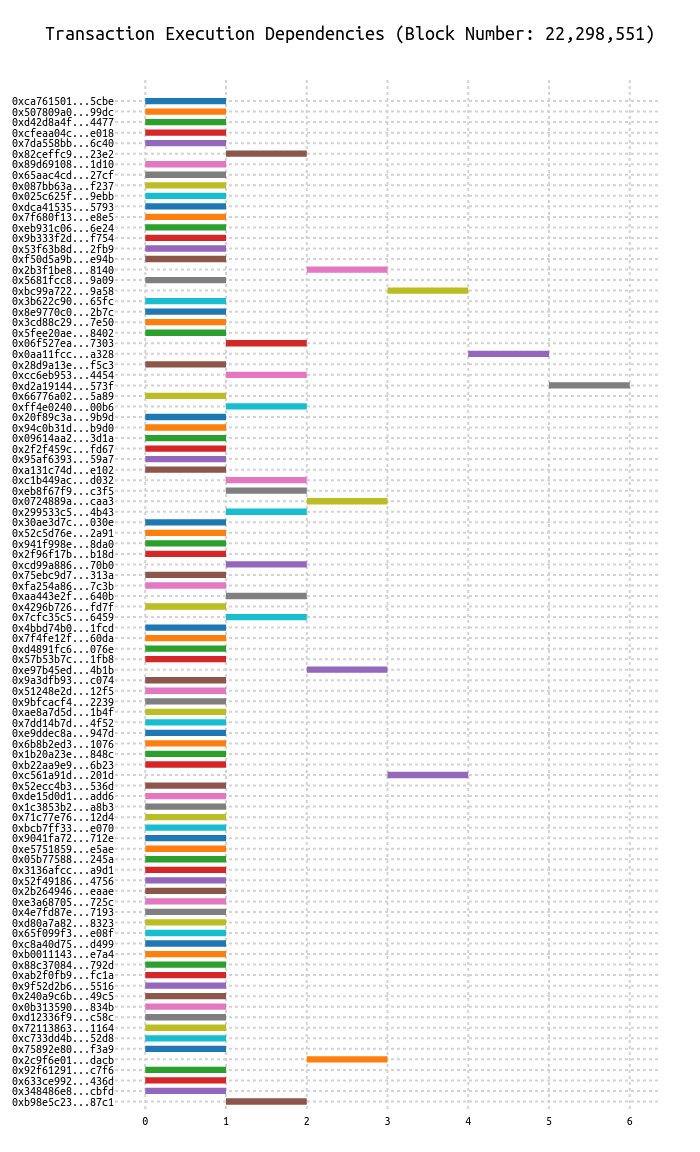 Transaction Execution Dependencies (Block Number: 22,298,551)
0xca761501...5cbe
0x507809a0...99dc
0xd42d8a4f...4477
0xcfeaa04c...e018
0x7da558bb...6c40
0x82ceffc9...23e2
0x89d69108...1d10
0x65aac4cd...27cf
0x087bb63a...f237
0x025c625f...9ebb
0xdca41535...5793
0x7f680f13...e8e5
0xeb931c06...6e24
0x9b333f2d...f754
0x53f63b8d...2fb9
0xf50d5a9b...e94b
0x2b3f1be8...8140
0x5681fcc8...9a09
0xbc99a722...9a58
0x3b622c90...65fc
0x8e9770c0...2b7c
0x3cd88c29...7e50
0x5fee20ae...8402
0x06f527ea...7303
0x0aa11fcc...a328
0x28d9a13e...f5c3
0xcc6eb953...4454
0xd2a19144...573f
0x66776a02...5a89
0xff4e0240...00b6
0x20f89c3a...9b9d
0x94c0b31d...b9d0
0x09614aa2...3d1a
0x2f2f459c...fd67
0x95af6393...59a7
0xa131c74d...e102
0xc1b449ac...d032
0xeb8f67f9...c3f5
0x0724889a...caa3
0x299533c5...4b43
0x30ae3d7c...030e
0x52c5d76e...2a91
0x941f998e...8da0
0x2f96f17b...b18d
0xcd99a886...70b0
0x75ebc9d7...313a
0xfa254a86...7c3b
0xaa443e2f...640b
0x4296b726...fd7f
0x7cfc35c5...6459
0x4bbd74b0...1fcd
0x7f4fe12f...60da
0xd4891fc6...076e
0x57b53b7c...1fb8
0xe97b45ed...4b1b
0x9a3dfb93...c074
0x51248e2d...12f5
0x9bfcacf4...2239
0xae8a7d5d...1b4f
0x7dd14b7d...4f52
0xe9ddec8a...947d
0x6b8b2ed3...1076
0x1b20a23e...848c
0xb22aa9e9...6b23
0xc561a91d...201d
0x52ecc4b3...536d
0xde15d0d1...add6
0x1c3853b2...a8b3
0x71c77e76...12d4
0xbcb7ff33...e070
0x9041fa72...712e
0xe5751859...e5ae
0x05b77588...245a
0x3136afcc...a9d1
0x52f49186...4756
0x2b264946...eaae
0xe3a68705...725c
0x4e7fd87e...7193
0xd80a7a82...8323
0x65f099f3...e08f
0xc8a40d75...d499
0xb0011143...e7a4
0x88c37084...792d
0xab2f0fb9...fc1a
0x9f52d2b6...5516
0x240a9c6b...49c5
0x0b313590...834b
0xd12336f9...c58c
0x72113863...1164
0xc733dd4b...52d8
0x75892e80...f3a9
0x2c9f6e01...dacb
0x92f61291...c7f6
0x633ce992...436d
0x348486e8...cbfd
0xb98e5c23...87c1
0 1 2 3 4 5 6